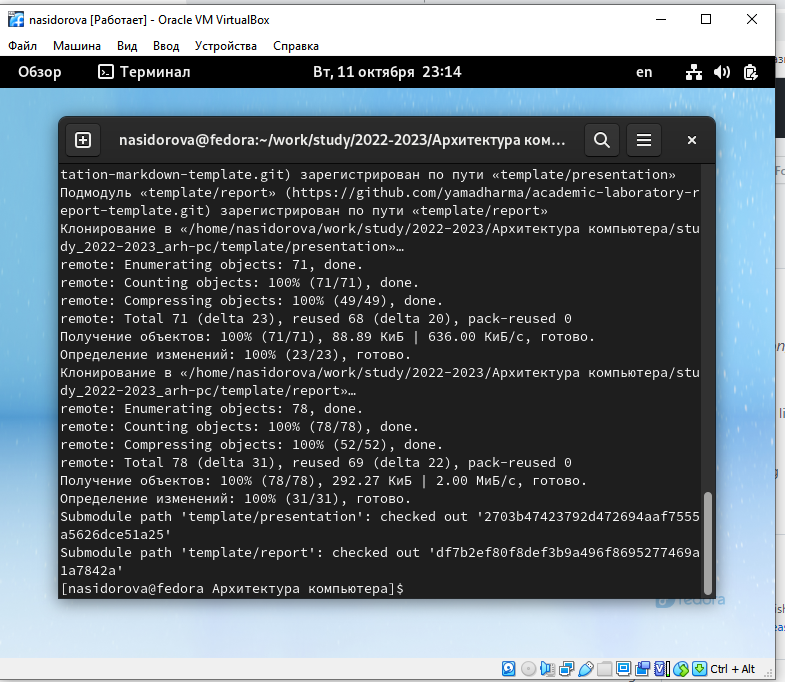 nasidorova [Работает] - Oracle VM VirtualBox
Файл Машина Вид Ввод Устройства Справка
Обзор Терминал Вт, 11 октября 23:14 en
nasidorova@fedora:~/work/study/2022-2023/Архитектура ком…
tation-markdown-template.git) зарегистрирован по пути «template/presentation»
Подмодуль «template/report» (https://github.com/yamadharma/academic-laboratory-r
eport-template.git) зарегистрирован по пути «template/report»
Клонирование в «/home/nasidorova/work/study/2022-2023/Архитектура компьютера/stu
dy_2022-2023_arh-pc/template/presentation»…
remote: Enumerating objects: 71, done.
remote: Counting objects: 100% (71/71), done.
remote: Compressing objects: 100% (49/49), done.
remote: Total 71 (delta 23), reused 68 (delta 20), pack-reused 0
Получение объектов: 100% (71/71), 88.89 КиБ | 636.00 КиБ/с, готово.
Определение изменений: 100% (23/23), готово.
Клонирование в «/home/nasidorova/work/study/2022-2023/Архитектура компьютера/stu
dy_2022-2023_arh-pc/template/report»…
remote: Enumerating objects: 78, done.
remote: Counting objects: 100% (78/78), done.
remote: Compressing objects: 100% (52/52), done.
remote: Total 78 (delta 31), reused 69 (delta 22), pack-reused 0
Получение объектов: 100% (78/78), 292.27 КиБ | 2.00 МиБ/с, готово.
Определение изменений: 100% (31/31), готово.
Submodule path 'template/presentation': checked out '2703b47423792d472694aaf7555
a5626dce51a25'
Submodule path 'template/report': checked out 'df7b2ef80f8def3b9a496f8695277469a
1a7842a'
[nasidorova@fedora Архитектура компьютера]$
fedora
Ctrl + Alt